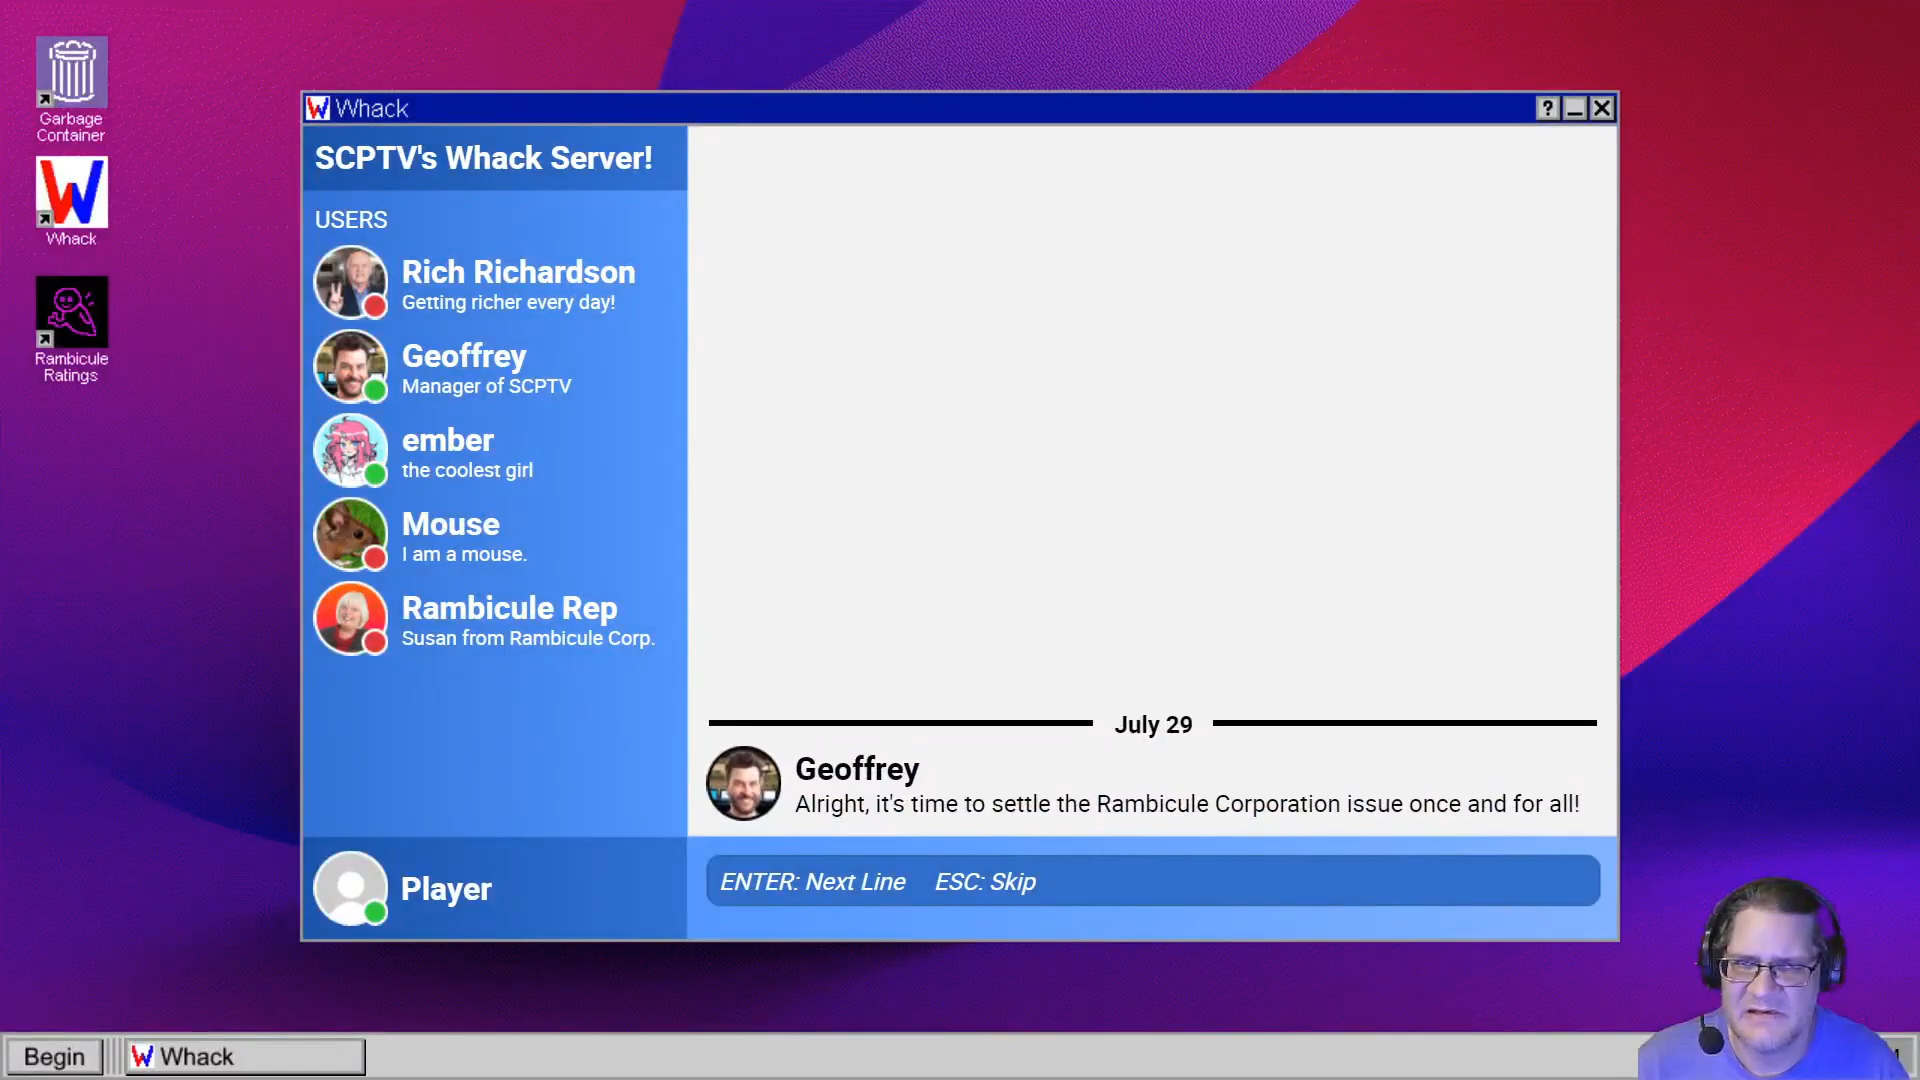 Garbage
Container
Whack
Rambicule
Ratings
Whack
SCPTV's Whack Server!
USERS
Rich Richardson
Getting richer every day!
Geoffrey
Manager of SCPTV
ember
the coolest girl
Mouse
I am a mouse.
Rambicule Rep
Susan from Rambicule Corp.
July 29
Geoffrey
Alright, it's time to settle the Rambicule Corporation issue once and for all!
Player
ENTER: Next Line ESC: Skip
Begin
Whack